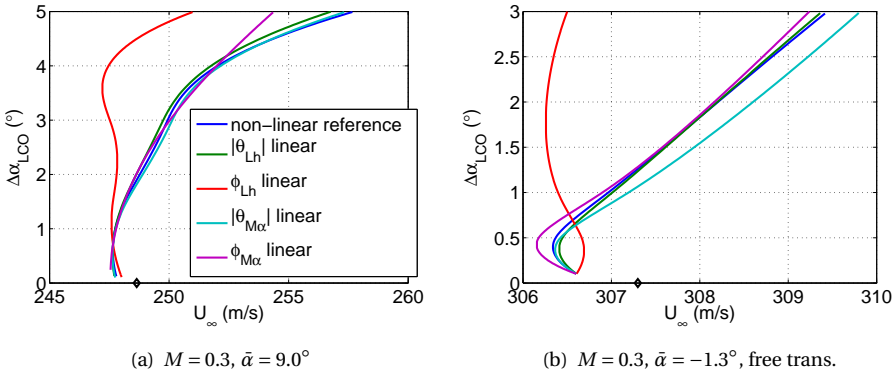 5
4
3
2
1
0
Δα_LCO (°)
245
250
255
260
U_∞ (m/s)
non−linear reference
|θ_Lh| linear
ϕ_Lh linear
|θ_Mα| linear
ϕ_Mα linear
(a) M = 0.3, ᾱ = 9.0°
3
2.5
2
1.5
1
0.5
0
Δα_LCO (°)
306
307
308
309
310
U_∞ (m/s)
(b) M = 0.3, ᾱ = −1.3°, free trans.